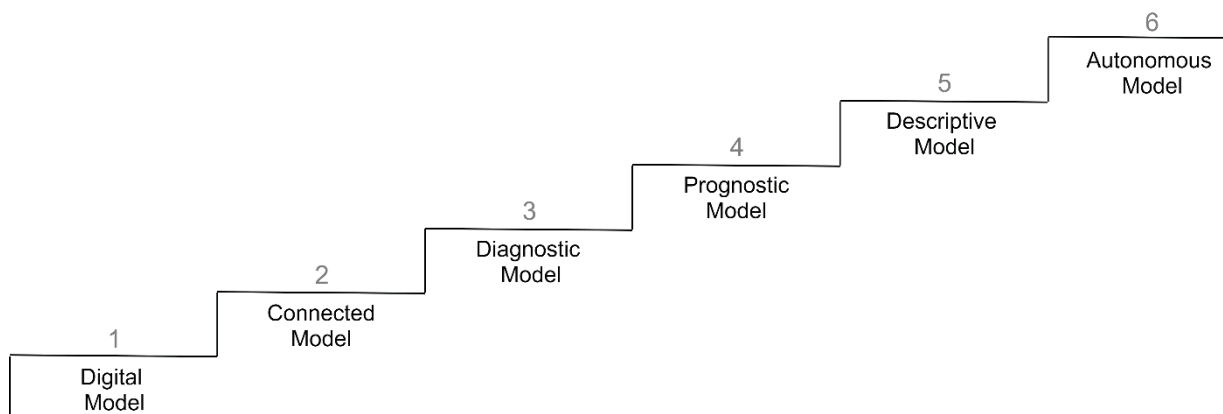 1
Digital
Model
2
Connected
Model
3
Diagnostic
Model
4
Prognostic
Model
5
Descriptive
Model
6
Autonomous
Model